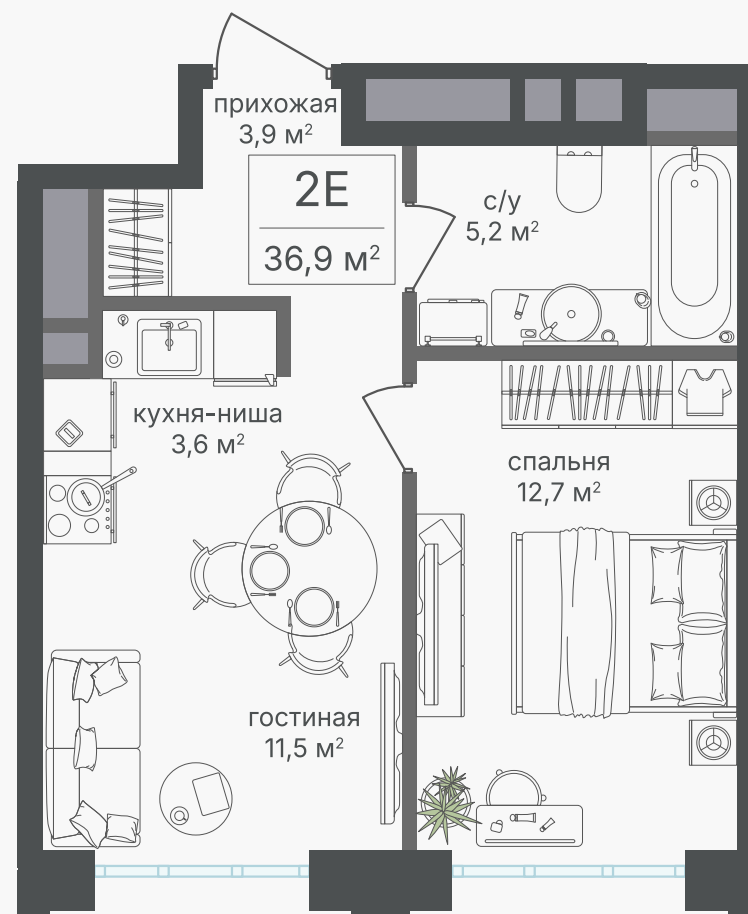 прихожая
3,9 м²
2Е
36,9 м²
с/у
5,2 м²
кухня-ниша
3,6 м²
спальня
12,7 м²
гостиная
11,5 м²